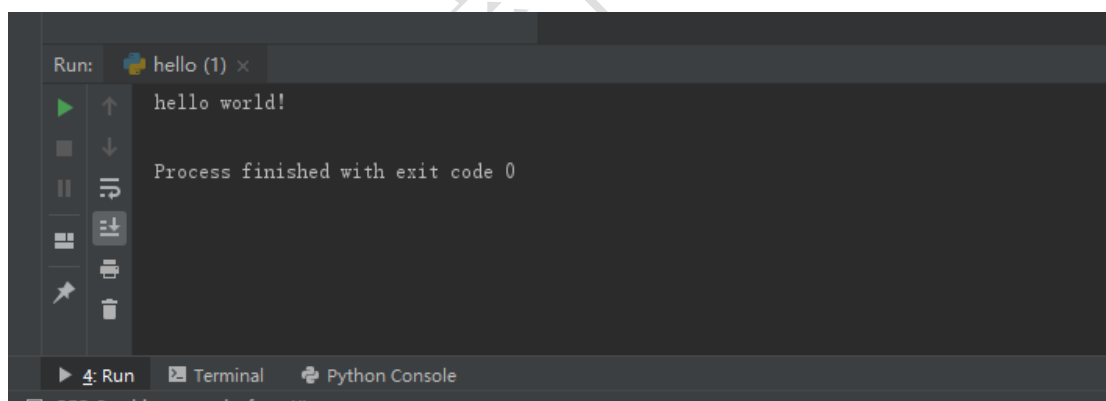 Run: hello (1)
hello world!
Process finished with exit code 0
4: Run Terminal Python Console